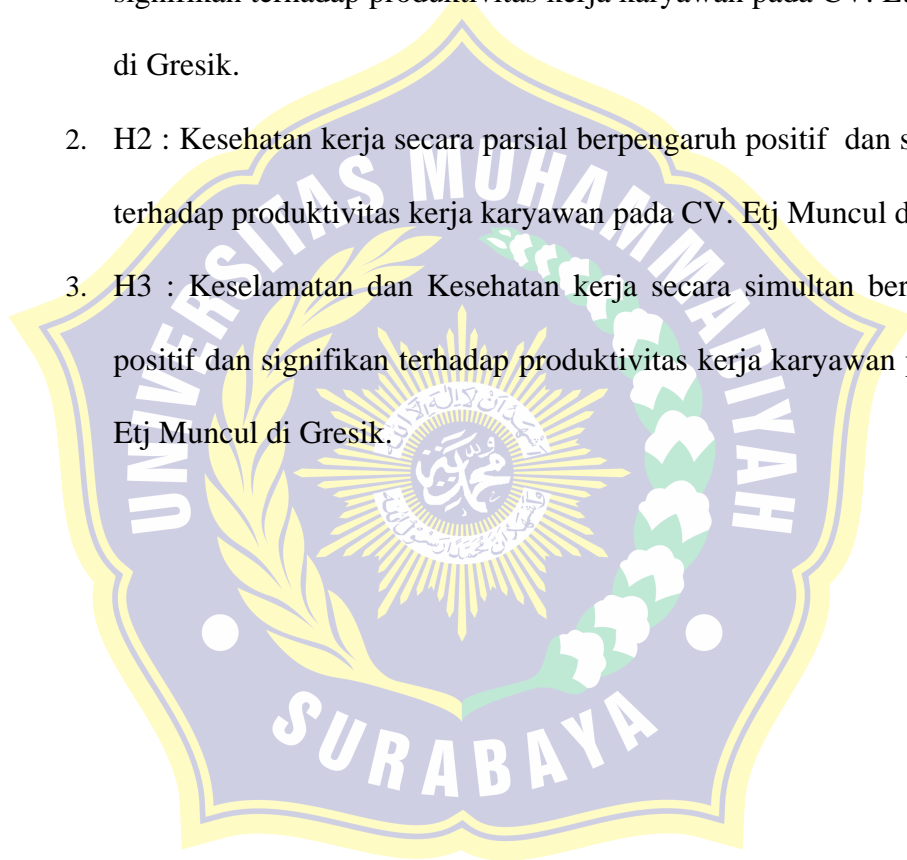 di Gresik.
2. H2 : Kesehatan kerja secara parsial berpengaruh positif dan
terhadap produktivitas kerja karyawan pada CV. Etj Muncul
3. H3 : Keselamatan dan Kesehatan kerja secara simultan
positif dan signifikan terhadap produktivitas kerja karyawan
Etj Muncul di Gresik.
UNIVERSITAS MUHAMMADIYAH
SURABAYA